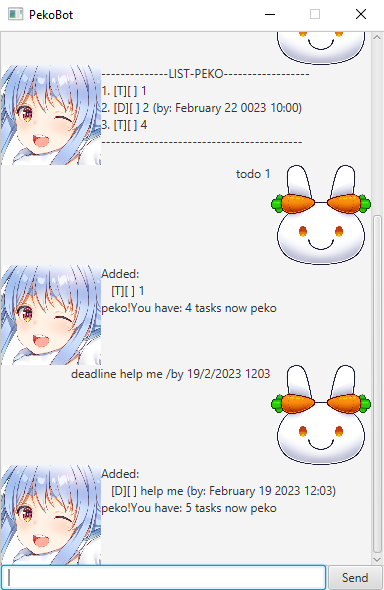 PekoBot
--------------LIST-PEKO------------------
1. [T][ ] 1
2. [D][ ] 2 (by: February 22 0023 10:00)
3. [T][ ] 4
------------------------------------------
todo 1
Added:
[T][ ] 1
peko!You have: 4 tasks now peko
deadline help me /by 19/2/2023 1203
Added:
[D][ ] help me (by: February 19 2023 12:03)
peko!You have: 5 tasks now peko
Send